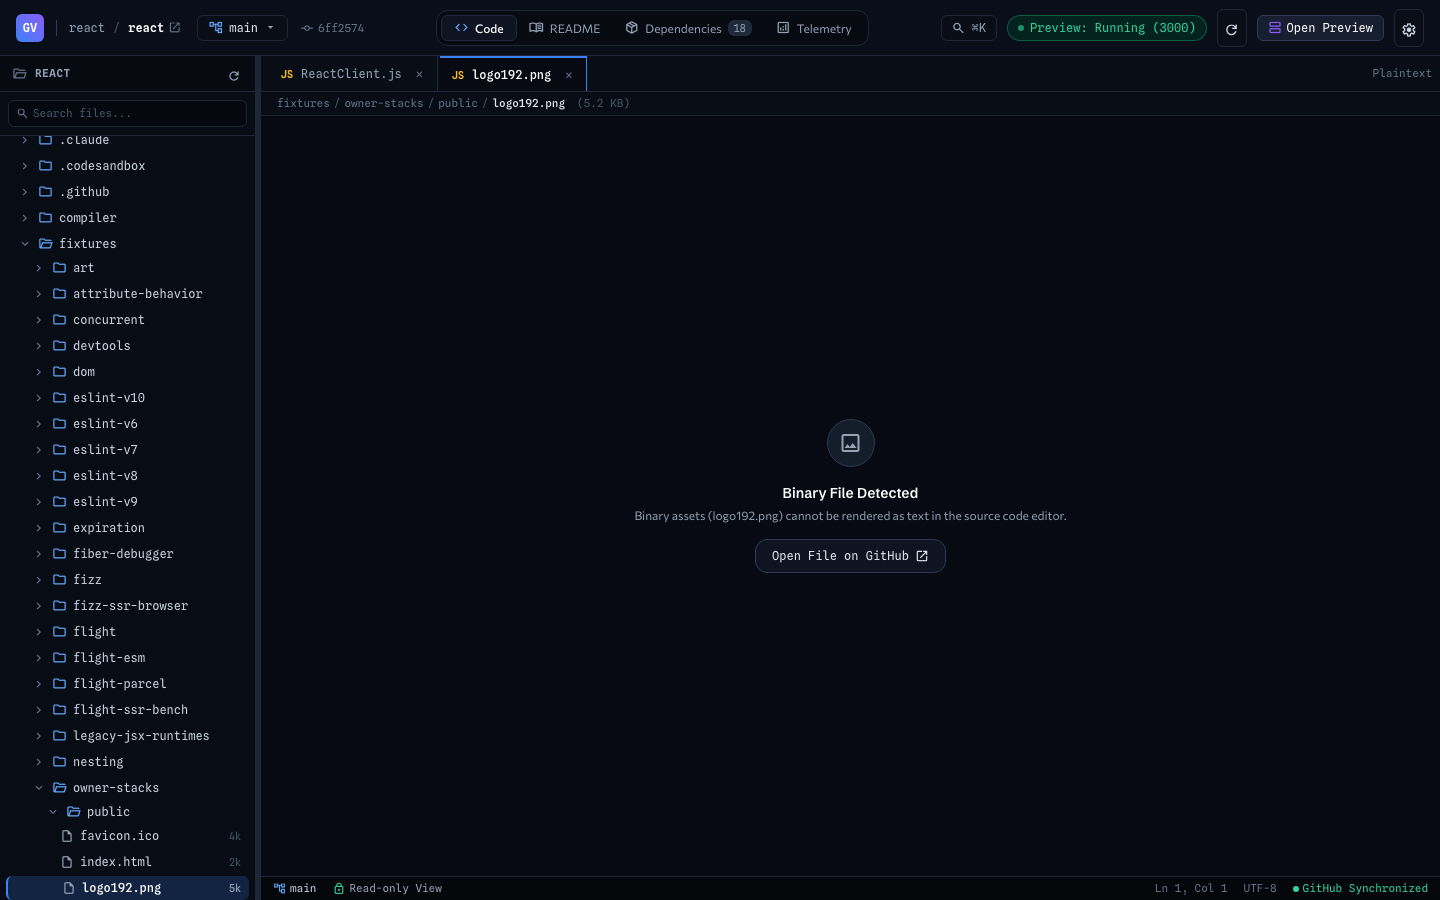 GV react / react main 6ff2574 Code README Dependencies 18 Telemetry ⌘K Preview: Running (3000) Open Preview
REACT
JS ReactClient.js × JS logo192.png × Plaintext
Search files...
fixtures / owner-stacks / public / logo192.png (5.2 KB)
.claude
.codesandbox
.github
compiler
fixtures
art
attribute-behavior
concurrent
devtools
dom
eslint-v10
eslint-v6
eslint-v7
eslint-v8
eslint-v9
expiration
fiber-debugger
fizz
fizz-ssr-browser
flight
flight-esm
flight-parcel
flight-ssr-bench
legacy-jsx-runtimes
nesting
owner-stacks
public
favicon.ico 4k
index.html 2k
logo192.png 5k
Binary File Detected
Binary assets (logo192.png) cannot be rendered as text in the source code editor.
Open File on GitHub
main Read-only View Ln 1, Col 1 UTF-8 GitHub Synchronized